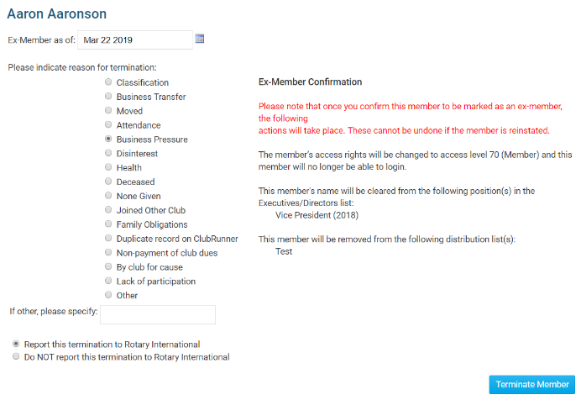 Aaron Aaronson
Ex-Member as of: Mar 22 2019
Please indicate reason for termination:
Classification
Business Transfer
Moved
Attendance
Business Pressure
Disinterest
Health
Deceased
None Given
Joined Other Club
Family Obligations
Duplicate record on ClubRunner
Non-payment of club dues
By club for cause
Lack of participation
Other
If other, please specify:
Report this termination to Rotary International
Do NOT report this termination to Rotary International
Ex-Member Confirmation
Please note that once you confirm this member to be marked as an ex-member,
the following
actions will take place. These cannot be undone if the member is reinstated.
The member's access rights will be changed to access level 70 (Member) and this
member will no longer be able to login.
This member's name will be cleared from the following position(s) in the
Executives/Directors list:
Vice President (2018)
This member will be removed from the following distribution list(s):
Test
Terminate Member